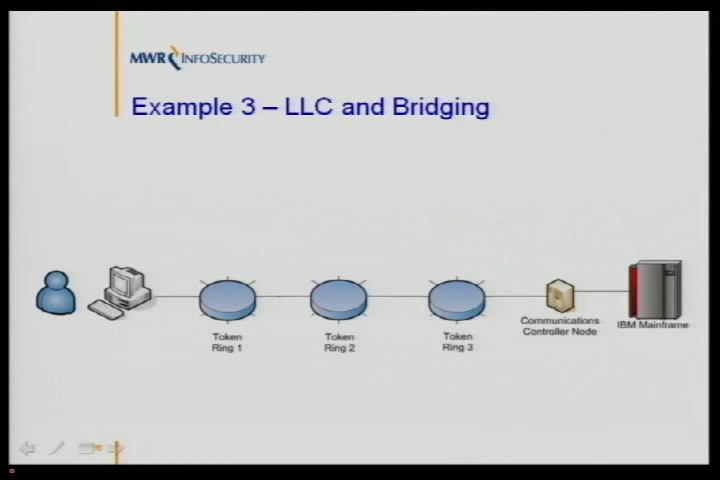 MWR INFOSECURITY
Example 3 – LLC and Bridging
Token
Ring 1
Token
Ring 2
Token
Ring 3
Communications
Controller Node
IBM Mainframe